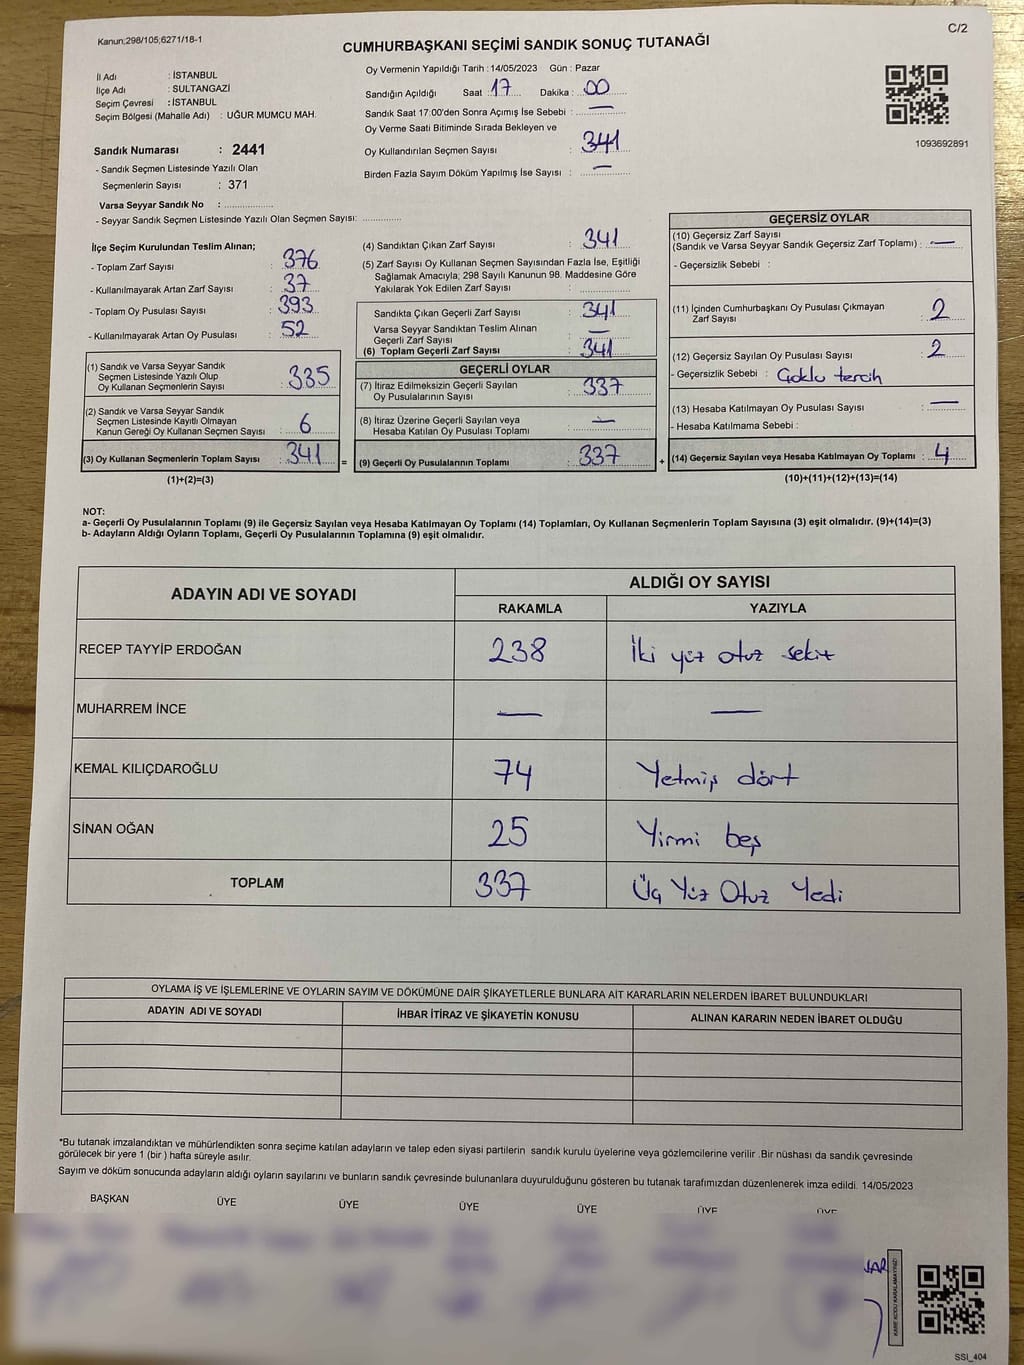 Kanun;298/105;6271/18-1
C/2
CUMHURBAŞKANI SEÇİMİ SANDIK SONUÇ TUTANAĞI
İl Adı : İSTANBUL
İlçe Adı : SULTANGAZİ
Seçim Çevresi : İSTANBUL
Seçim Bölgesi (Mahalle Adı) : UĞUR MUMCU MAH.
Sandık Numarası : 2441
- Sandık Seçmen Listesinde Yazılı Olan
Seçmenlerin Sayısı : 371
Varsa Seyyar Sandık No : ..................
- Seyyar Sandık Seçmen Listesinde Yazılı Olan Seçmen Sayısı: ..............
Oy Vermenin Yapıldığı Tarih : 14/05/2023 Gün : Pazar
Sandığın Açıldığı Saat : 17 Dakika : 00
Sandık Saat 17:00'den Sonra Açımış İse Sebebi : —
Oy Verme Saati Bitiminde Sırada Bekleyen ve
Oy Kullandırılan Seçmen Sayısı : 341
Birden Fazla Sayım Döküm Yapılmış İse Sayısı : —
1093692891
İlçe Seçim Kurulundan Teslim Alınan;
- Toplam Zarf Sayısı : 376
- Kullanılmayarak Artan Zarf Sayısı : 37
- Toplam Oy Pusulası Sayısı : 393
- Kullanılmayarak Artan Oy Pusulası : 52
(1) Sandık ve Varsa Seyyar Sandık
Seçmen Listesinde Yazılı Olup
Oy Kullanan Seçmenlerin Sayısı : 335
(2) Sandık ve Varsa Seyyar Sandık
Seçmen Listesinde Kayıtlı Olmayan
Kanun Gereği Oy Kullanan Seçmen Sayısı : 6
(3) Oy Kullanan Seçmenlerin Toplam Sayısı : 341 =
(1)+(2)=(3)
(4) Sandıktan Çıkan Zarf Sayısı : 341
(5) Zarf Sayısı Oy Kullanan Seçmen Sayısından Fazla İse, Eşitliği
Sağlamak Amacıyla; 298 Sayılı Kanunun 98. Maddesine Göre
Yakılarak Yok Edilen Zarf Sayısı : ..............
Sandıkta Çıkan Geçerli Zarf Sayısı : 341
Varsa Seyyar Sandıktan Teslim Alınan
Geçerli Zarf Sayısı : —
(6) Toplam Geçerli Zarf Sayısı : 341
GEÇERLİ OYLAR
(7) İtiraz Edilmeksizin Geçerli Sayılan
Oy Pusulalarının Sayısı : 337
(8) İtiraz Üzerine Geçerli Sayılan veya
Hesaba Katılan Oy Pusulası Toplamı : —
(9) Geçerli Oy Pusulalarının Toplamı : 337 +
GEÇERSİZ OYLAR
(10) Geçersiz Zarf Sayısı
(Sandık ve Varsa Seyyar Sandık Geçersiz Zarf Toplamı) : —
- Geçersizlik Sebebi :
(11) İçinden Cumhurbaşkanı Oy Pusulası Çıkmayan
Zarf Sayısı : 2
(12) Geçersiz Sayılan Oy Pusulası Sayısı : 2
- Geçersizlik Sebebi : Çoklu tercih
(13) Hesaba Katılmayan Oy Pusulası Sayısı : —
- Hesaba Katılmama Sebebi :
(14) Geçersiz Sayılan veya Hesaba Katılmayan Oy Toplamı : 4
(10)+(11)+(12)+(13)=(14)
NOT:
a- Geçerli Oy Pusulalarının Toplamı (9) ile Geçersiz Sayılan veya Hesaba Katılmayan Oy Toplamı (14) Toplamları, Oy Kullanan Seçmenlerin Toplam Sayısına (3) eşit olmalıdır. (9)+(14)=(3)
b- Adayların Aldığı Oyların Toplamı, Geçerli Oy Pusulalarının Toplamına (9) eşit olmalıdır.
ADAYIN ADI VE SOYADI ALDIĞI OY SAYISI
RAKAMLA YAZIYLA
RECEP TAYYİP ERDOĞAN 238 İki yüz otuz sekiz
MUHARREM İNCE — —
KEMAL KILIÇDAROĞLU 74 Yetmiş dört
SİNAN OĞAN 25 Yirmi beş
TOPLAM 337 Üç Yüz Otuz Yedi
OYLAMA İŞ VE İŞLEMLERİNE VE OYLARIN SAYIM VE DÖKÜMÜNE DAİR ŞİKAYETLERLE BUNLARA AİT KARARLARIN NELERDEN İBARET BULUNDUKLARI
ADAYIN ADI VE SOYADI İHBAR İTİRAZ VE ŞİKAYETİN KONUSU ALINAN KARARIN NEDEN İBARET OLDUĞU
*Bu tutanak imzalandıktan ve mühürlendikten sonra seçime katılan adayların ve talep eden siyasi partilerin sandık kurulu üyelerine veya gözlemcilerine verilir .Bir nüshası da sandık çevresinde
görülecek bir yere 1 (bir ) hafta süreyle asılır.
Sayım ve döküm sonucunda adayların aldığı oyların sayılarını ve bunların sandık çevresinde bulunanlara duyurulduğunu gösteren bu tutanak tarafımızdan düzenlenerek imza edildi. 14/05/2023
BAŞKAN ÜYE ÜYE ÜYE ÜYE ÜYE ÜYE
KARE KODU KARALAMAYINIZ!
SSI_404